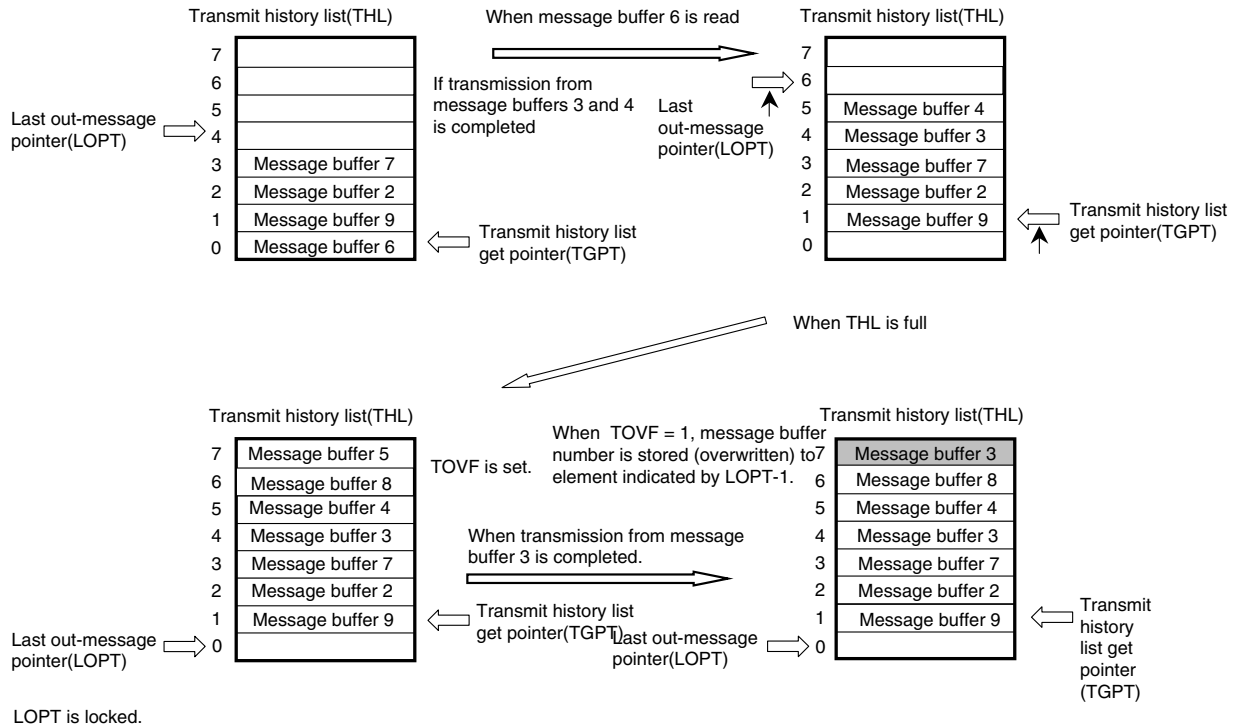 Transmit history list(THL)
7
6
5
4
3 Message buffer 7
2 Message buffer 2
1 Message buffer 9
0 Message buffer 6
Last out-message
pointer(LOPT)
Transmit history list
get pointer(TGPT)
When message buffer 6 is read
If transmission from
message buffers 3 and 4
is completed
Transmit history list(THL)
7
6
5 Message buffer 4
4 Message buffer 3
3 Message buffer 7
2 Message buffer 2
1 Message buffer 9
0
Last
out-message
pointer(LOPT)
Transmit history list
get pointer(TGPT)
When THL is full
Transmit history list(THL)
7 Message buffer 5
6 Message buffer 8
5 Message buffer 4
4 Message buffer 3
3 Message buffer 7
2 Message buffer 2
1 Message buffer 9
0
Last out-message
pointer(LOPT)
LOPT is locked.
TOVF is set.
Transmit history list
get pointer(TGPT)
When TOVF = 1, message buffer
number is stored (overwritten) to
element indicated by LOPT-1.
When transmission from message
buffer 3 is completed.
Transmit history list(THL)
7 Message buffer 3
6 Message buffer 8
5 Message buffer 4
4 Message buffer 3
3 Message buffer 7
2 Message buffer 2
1 Message buffer 9
0
Last out-message
pointer(LOPT)
Transmit
history
list get
pointer
(TGPT)